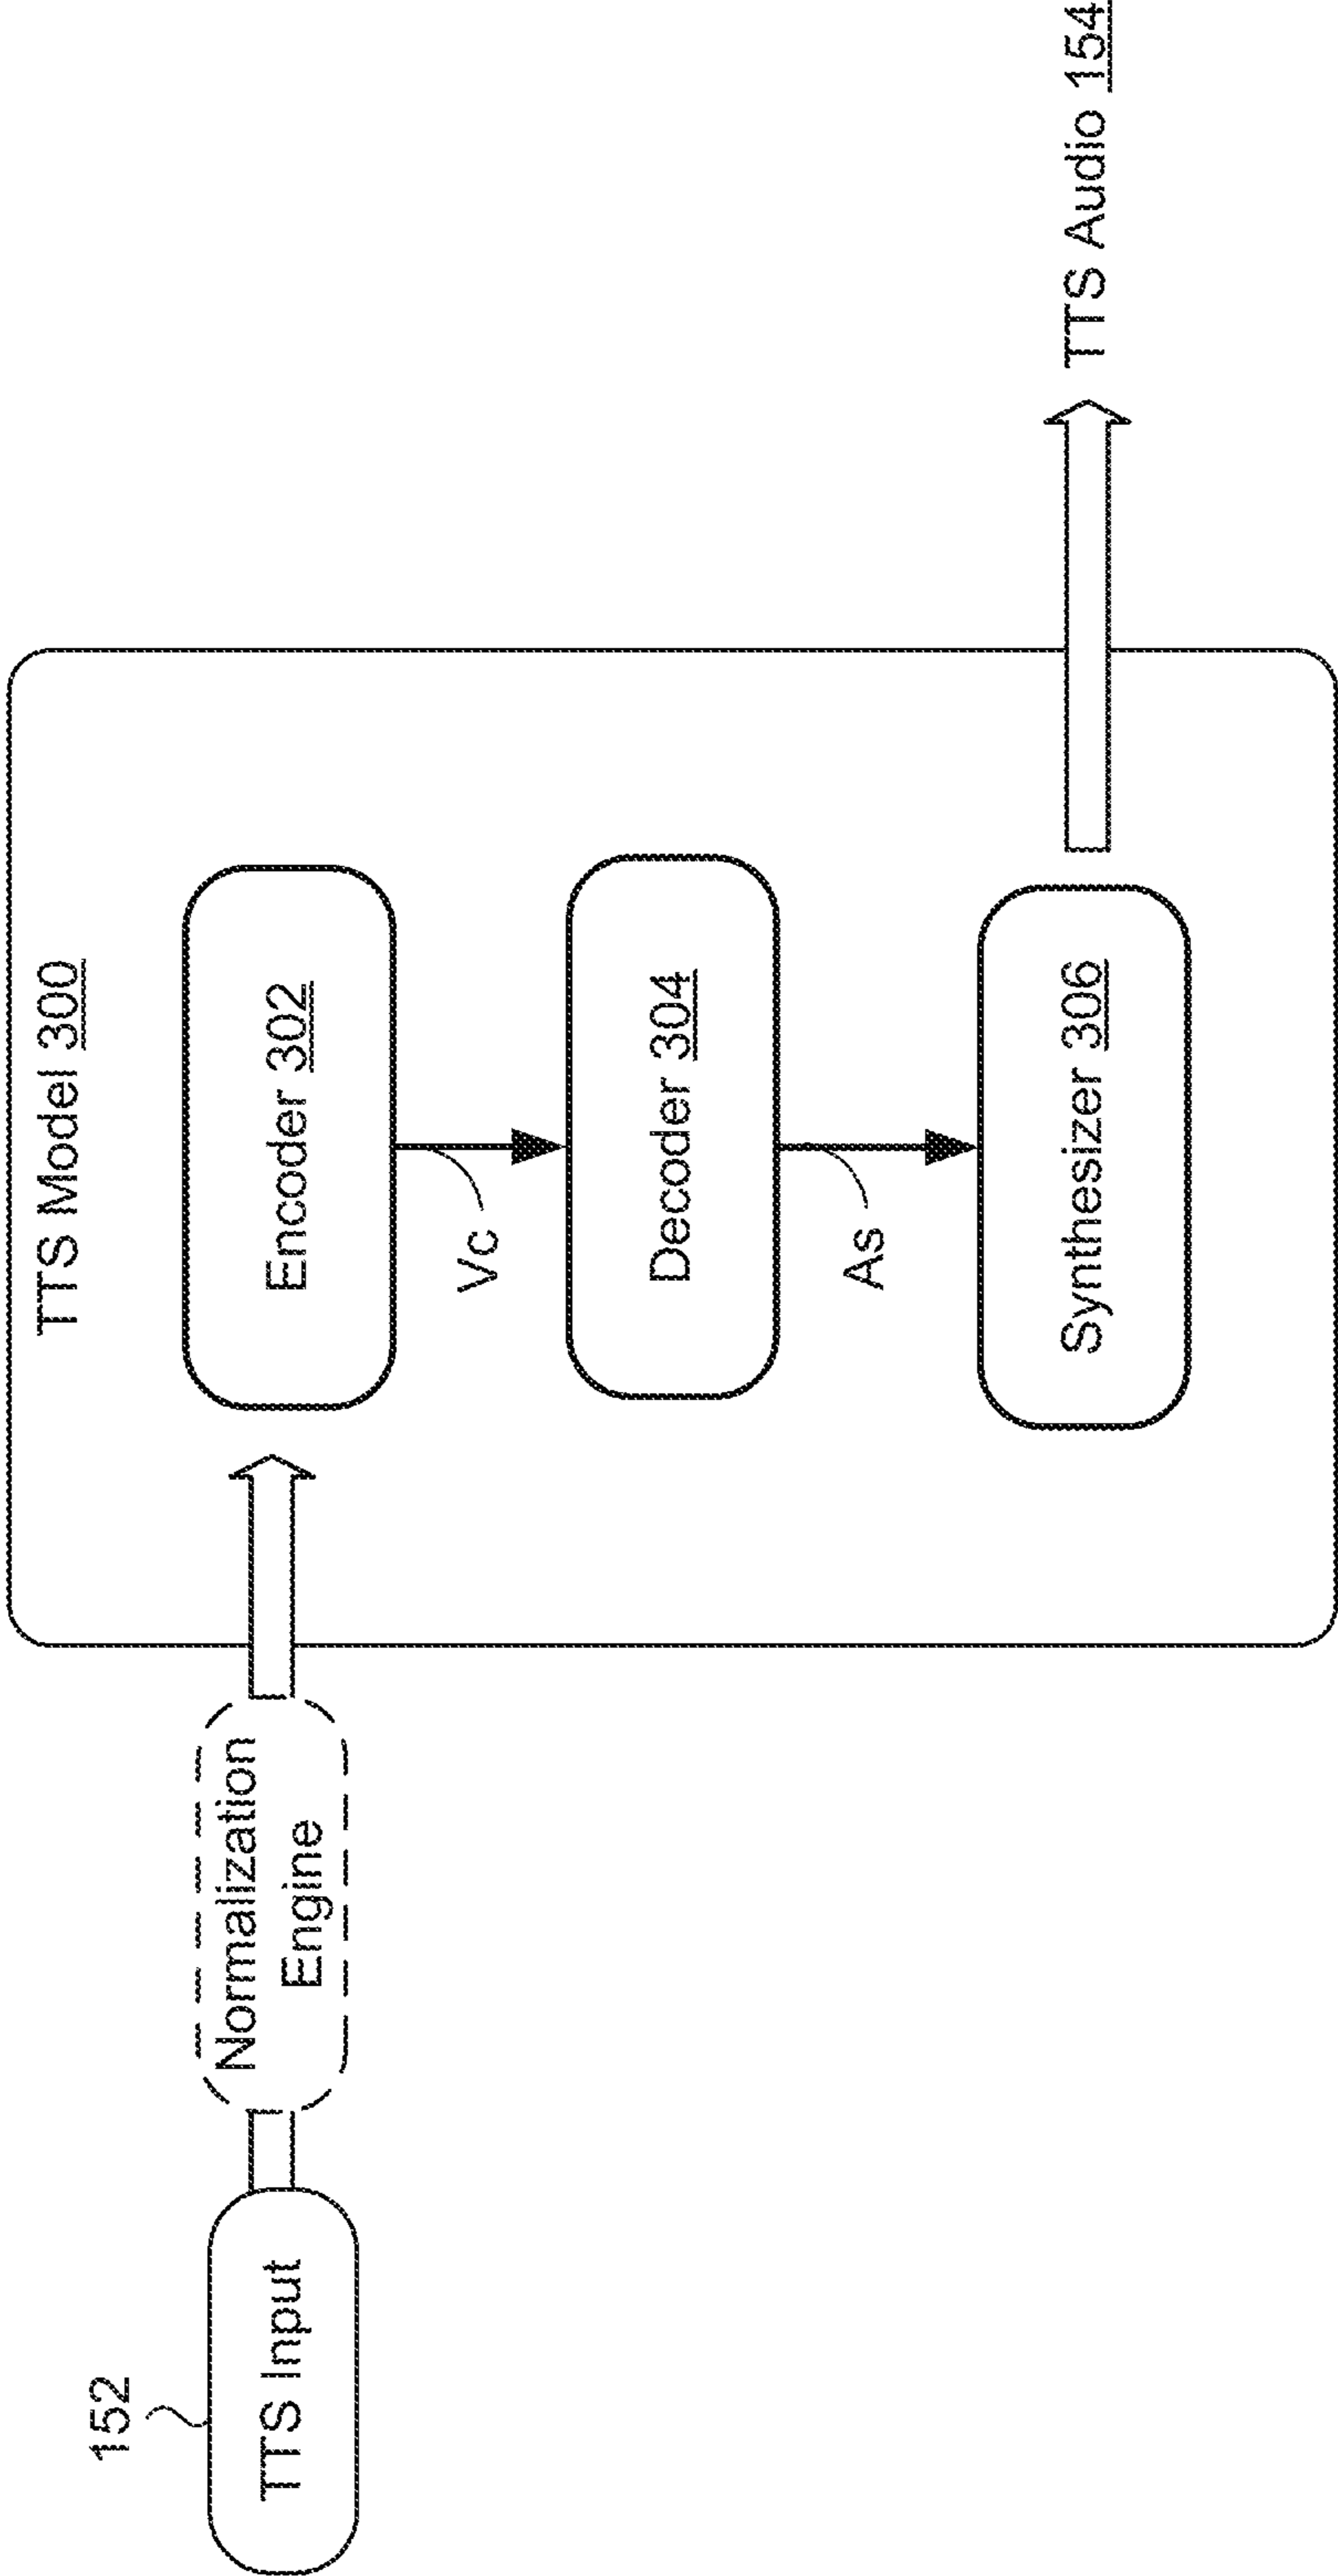 152
TTS Input
Normalization
Engine
TTS Model 300
Encoder 302
Vc
Decoder 304
As
Synthesizer 306
TTS Audio 154